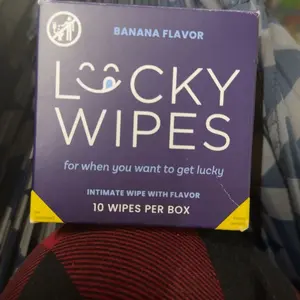 BANANA FLAVOR
LUCKY
WIPES
for when you want to get lucky
INTIMATE WIPE WITH FLAVOR
10 WIPES PER BOX